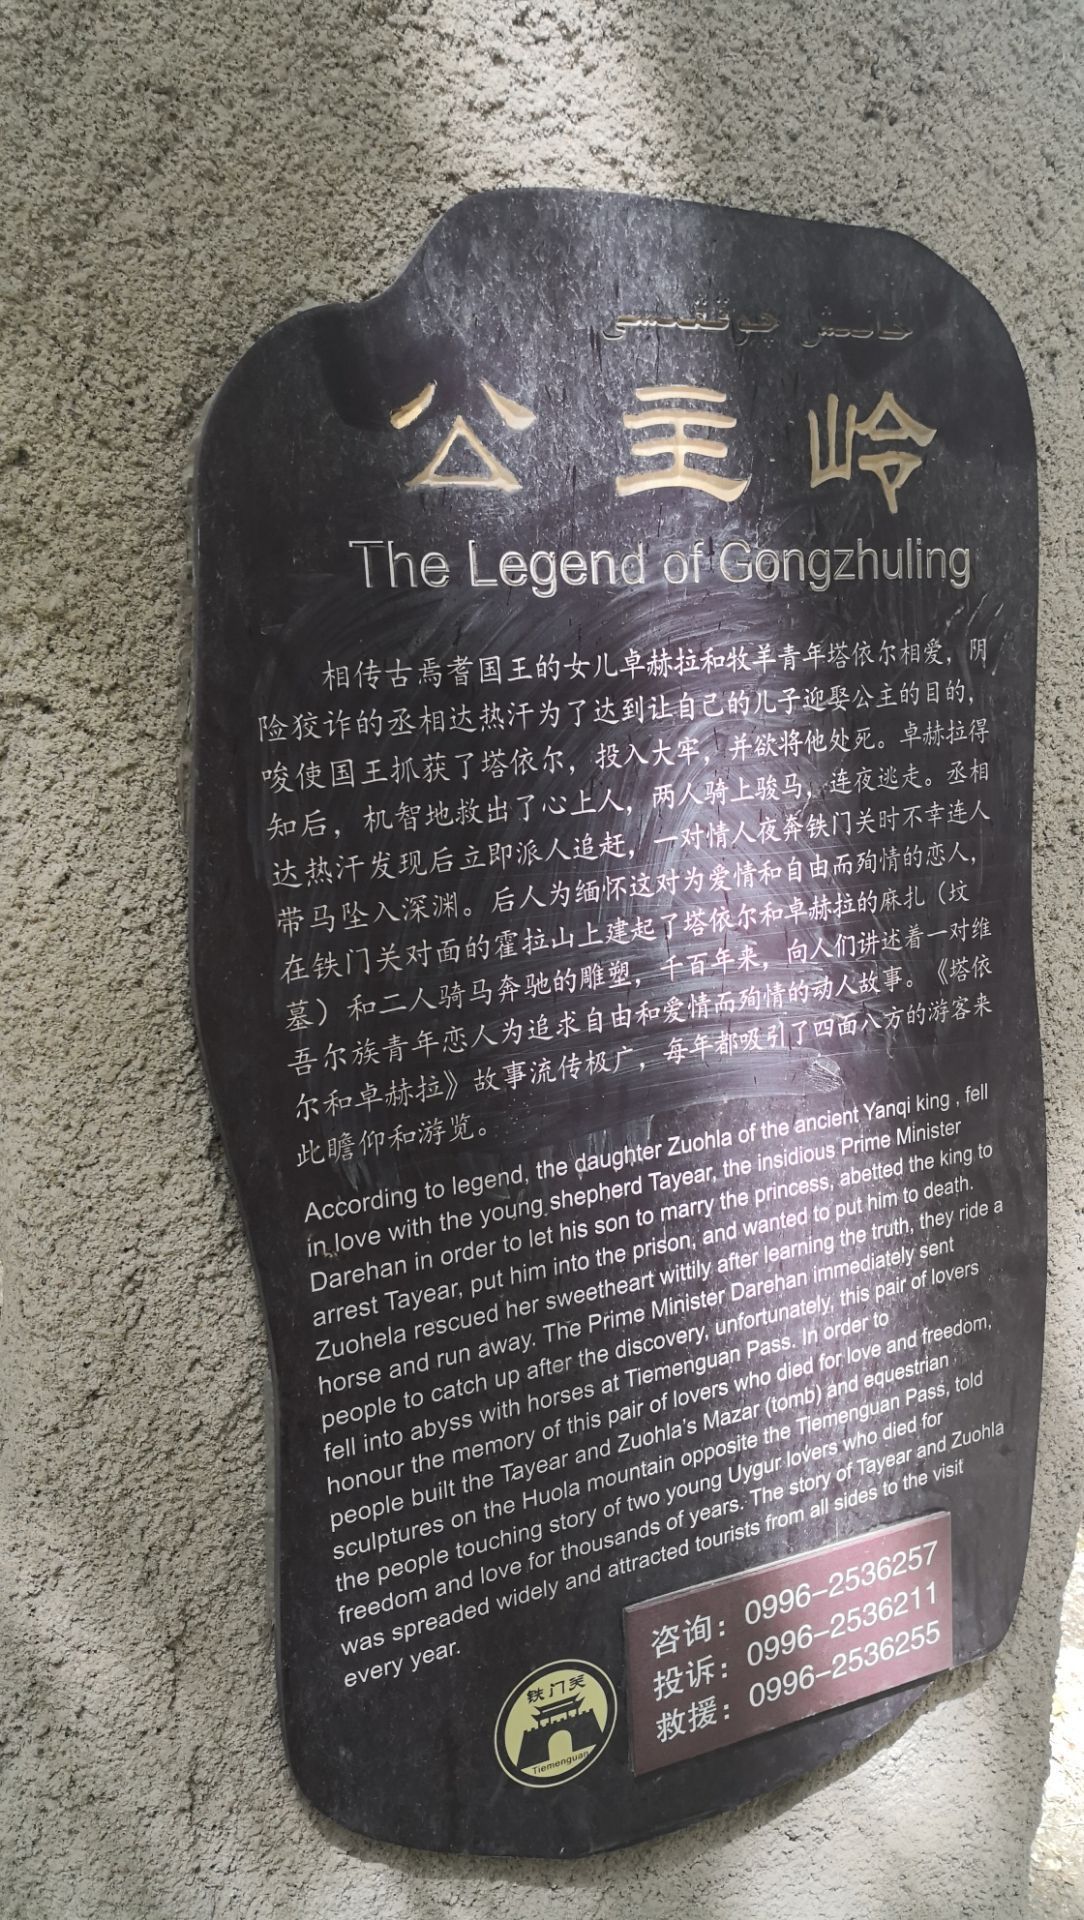 خانىش چوققىسى
公主岭
The Legend of Gongzhuling
相传古焉耆国王的女儿卓赫拉和牧羊青年塔依尔相爱，阴
险狡诈的丞相达热汗为了达到让自己的儿子迎娶公主的目的，
唆使国王抓获了塔依尔，投入大牢，并欲将他处死。卓赫拉得
知后，机智地救出了心上人，两人骑上骏马，连夜逃走。丞相
达热汗发现后立即派人追赶，一对情人夜奔铁门关时不幸连人
带马坠入深渊。后人为缅怀这对为爱情和自由而殉情的恋人，
在铁门关对面的霍拉山上建起了塔依尔和卓赫拉的麻扎（坟
墓）和二人骑马奔驰的雕塑，千百年来，向人们讲述着一对维
吾尔族青年恋人为追求自由和爱情而殉情的动人故事。《塔依
尔和卓赫拉》故事流传极广，每年都吸引了四面八方的游客来
此瞻仰和游览。
According to legend, the daughter Zuohla of the ancient Yanqi king , fell
in love with the young shepherd Tayear, the insidious Prime Minister
Darehan in order to let his son to marry the princess, abetted the king to
arrest Tayear, put him into the prison, and wanted to put him to death.
Zuohela rescued her sweetheart wittily after learning the truth, they ride a
horse and run away. The Prime Minister Darehan immediately sent
people to catch up after the discovery, unfortunately, this pair of lovers
fell into abyss with horses at Tiemenguan Pass. In order to
honour the memory of this pair of lovers who died for love and freedom,
people built the Tayear and Zuohla's Mazar (tomb) and equestrian
sculptures on the Huola mountain opposite the Tiemenguan Pass, told
the people touching story of two young Uygur lovers who died for
freedom and love for thousands of years. The story of Tayear and Zuohla
was spreaded widely and attracted tourists from all sides to the visit
every year.
咨询：0996-2536257
投诉：0996-2536211
救援：0996-2536255
铁门关
Tiemenguan